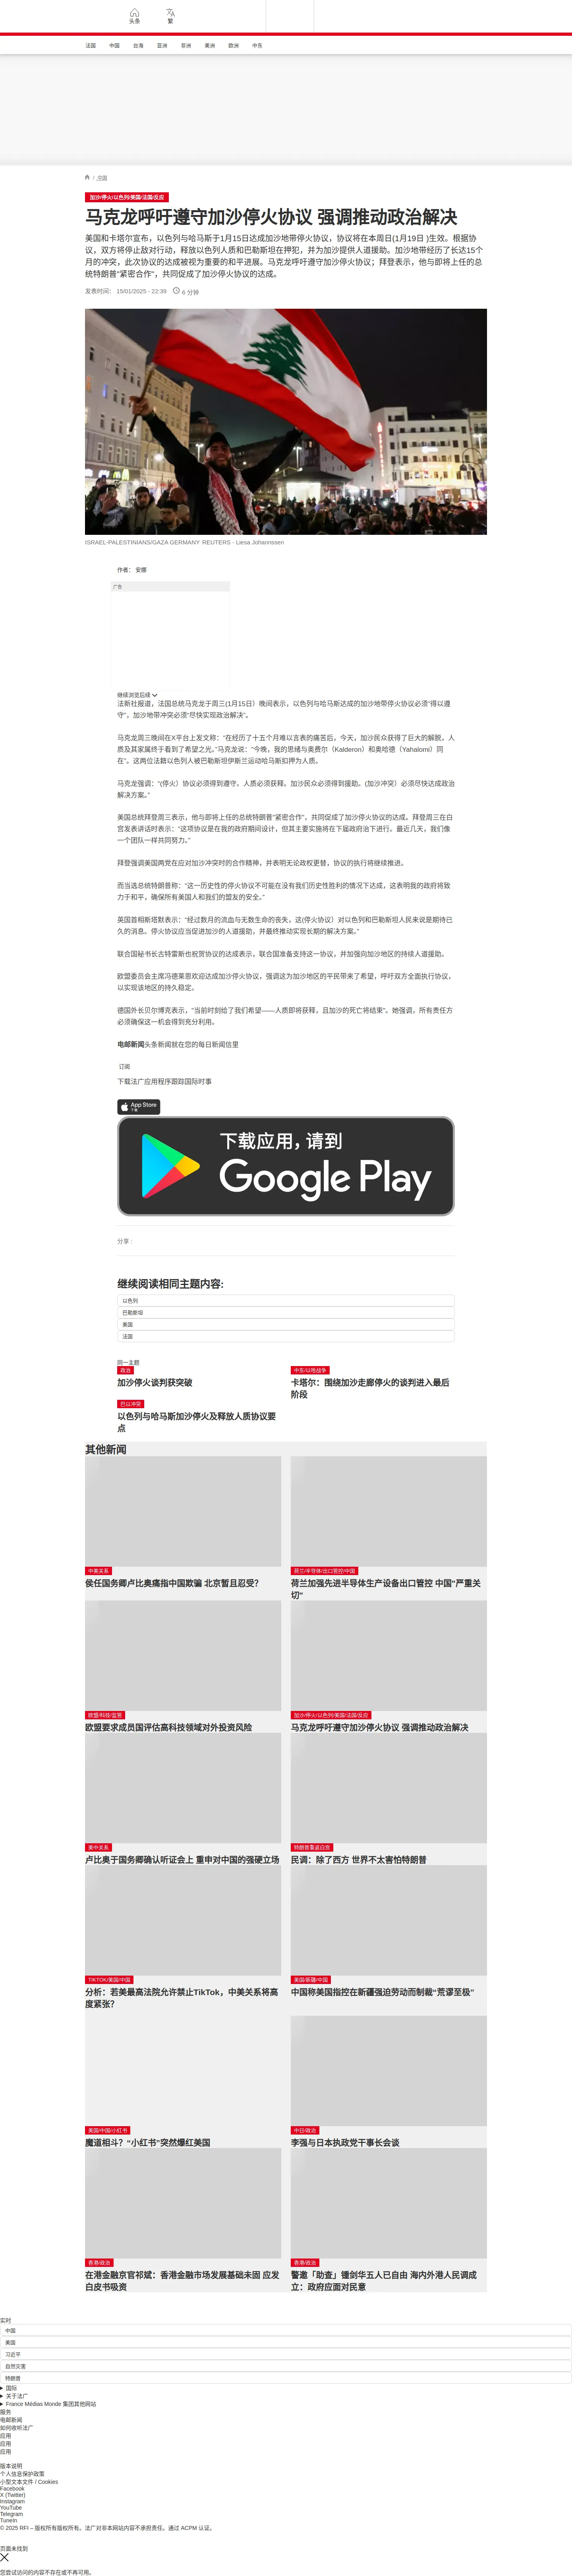 头条
繁
法国
中国
台海
亚洲
非洲
美洲
欧洲
中东
/ 中国
加沙/停火/以色列/美国/法国/反应
马克龙呼吁遵守加沙停火协议 强调推动政治解决
美国和卡塔尔宣布，以色列与哈马斯于1月15日达成加沙地带停火协议，协议将在本周日(1月19日 )生效。根据协
议，双方将停止敌对行动，释放以色列人质和巴勒斯坦在押犯，并为加沙提供人道援助。加沙地带经历了长达15个
月的冲突，此次协议的达成被视为重要的和平进展。马克龙呼吁遵守加沙停火协议；拜登表示，他与即将上任的总
统特朗普"紧密合作"，共同促成了加沙停火协议的达成。
发表时间： 15/01/2025 - 22:39
6 分钟
ISRAEL-PALESTINIANS/GAZA GERMANY REUTERS - Liesa Johannssen
作者： 安娜
广告
继续浏览后续
法新社报道，法国总统马克龙于周三(1月15日）晚间表示，以色列与哈马斯达成的加沙地带停火协议必须"得以遵
守"，加沙地带冲突必须"尽快实现政治解决"。
马克龙周三晚间在X平台上发文称："在经历了十五个月难以言表的痛苦后，今天，加沙民众获得了巨大的解脱，人
质及其家属终于看到了希望之光。"马克龙说："今晚，我的思绪与奥费尔（Kalderon）和奥哈德（Yahalomi）同
在"。这两位法籍以色列人被巴勒斯坦伊斯兰运动哈马斯扣押为人质。
马克龙强调："(停火）协议必须得到遵守。人质必须获释。加沙民众必须得到援助。(加沙冲突）必须尽快达成政治
解决方案。"
美国总统拜登周三表示，他与即将上任的总统特朗普"紧密合作"，共同促成了加沙停火协议的达成。拜登周三在白
宫发表讲话时表示："这项协议是在我的政府期间设计，但其主要实施将在下届政府治下进行。最近几天，我们像
一个团队一样共同努力。"
拜登强调美国两党在应对加沙冲突时的合作精神，并表明无论政权更替，协议的执行将继续推进。
而当选总统特朗普称："这一历史性的停火协议不可能在没有我们历史性胜利的情况下达成，这表明我的政府将致
力于和平，确保所有美国人和我们的盟友的安全。"
英国首相斯塔默表示："经过数月的流血与无数生命的丧失，这(停火协议）对以色列和巴勒斯坦人民来说是期待已
久的消息。停火协议应当促进加沙的人道援助，并最终推动实现长期的解决方案。"
联合国秘书长古特雷斯也祝贺协议的达成表示，联合国准备支持这一协议，并加强向加沙地区的持续人道援助。
欧盟委员会主席冯德莱恩欢迎达成加沙停火协议，强调这为加沙地区的平民带来了希望，呼吁双方全面执行协议，
以实现该地区的持久稳定。
德国外长贝尔博克表示，"当前时刻给了我们希望——人质即将获释，且加沙的死亡将结束"。她强调，所有责任方
必须确保这一机会得到充分利用。
电邮新闻头条新闻就在您的每日新闻信里
订阅
下载法广应用程序跟踪国际时事
App Store
下载
下载应用，请到
Google Play
分享 :
继续阅读相同主题内容:
以色列
巴勒斯坦
美国
法国
同一主题
政治
加沙停火谈判获突破
中东/以哈战争
卡塔尔：围绕加沙走廊停火的谈判进入最后
阶段
巴以冲突
以色列与哈马斯加沙停火及释放人质协议要
点
其他新闻
中美关系
侯任国务卿卢比奥痛指中国欺骗 北京暂且忍受？
荷兰/半导体/出口管控/中国
荷兰加强先进半导体生产设备出口管控 中国"严重关
切"
欧盟/科技/监管
欧盟要求成员国评估高科技领域对外投资风险
加沙/停火/以色列/美国/法国/反应
马克龙呼吁遵守加沙停火协议 强调推动政治解决
美中关系
卢比奥于国务卿确认听证会上 重申对中国的强硬立场
特朗普重返白宫
民调：除了西方 世界不太害怕特朗普
TIKTOK/美国/中国
分析：若美最高法院允许禁止TikTok，中美关系将高
度紧张？
美国/新疆/中国
中国称美国指控在新疆强迫劳动而制裁"荒谬至极"
美国/中国/小红书
魔道相斗？"小红书"突然爆红美国
中日/政治
李强与日本执政党干事长会谈
香港/政治
在港金融京官祁斌：香港金融市场发展基础未固 应发
白皮书吸资
香港/政治
警邀「助查」锺剑华五人已自由 海内外港人民调成
立：政府应面对民意
实时
中国
美国
习近平
自然灾害
特朗普
国际
关于法广
France Médias Monde 集团其他网站
服务
电邮新闻
如何收听法广
应用
应用
应用
版本说明
个人信息保护政策
小型文本文件 / Cookies
Facebook
X (Twitter)
Instagram
YouTube
Telegram
TuneIn
© 2025 RFI – 版权所有版权所有。法广对非本网站内容不承担责任。通过 ACPM 认证。
页面未找到
您尝试访问的内容不存在或不再可用。